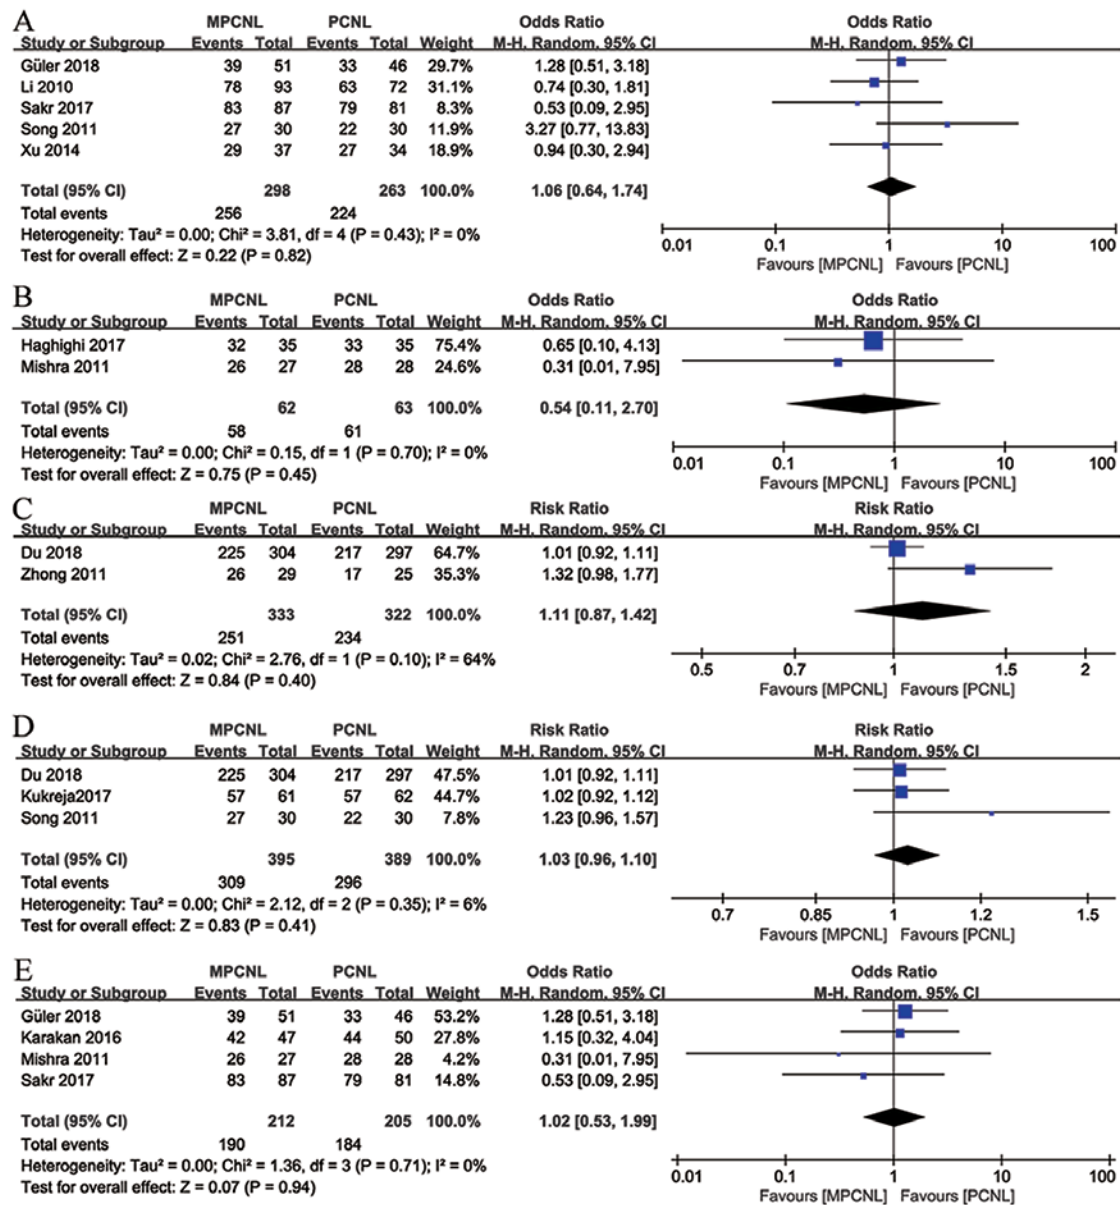 A
MPCNL PCNL Odds Ratio Odds Ratio
Study or Subgroup Events Total Events Total Weight M-H. Random. 95% CI M-H. Random. 95% CI
Güler 2018 39 51 33 46 29.7% 1.28 [0.51, 3.18]
Li 2010 78 93 63 72 31.1% 0.74 [0.30, 1.81]
Sakr 2017 83 87 79 81 8.3% 0.53 [0.09, 2.95]
Song 2011 27 30 22 30 11.9% 3.27 [0.77, 13.83]
Xu 2014 29 37 27 34 18.9% 0.94 [0.30, 2.94]
Total (95% CI) 298 263 100.0% 1.06 [0.64, 1.74]
Total events 256 224
Heterogeneity: Tau² = 0.00; Chi² = 3.81, df = 4 (P = 0.43); I² = 0%
Test for overall effect: Z = 0.22 (P = 0.82)
0.01 0.1 1 10 100
Favours [MPCNL] Favours [PCNL]
B
MPCNL PCNL Odds Ratio Odds Ratio
Study or Subgroup Events Total Events Total Weight M-H. Random. 95% CI M-H. Random. 95% CI
Haghighi 2017 32 35 33 35 75.4% 0.65 [0.10, 4.13]
Mishra 2011 26 27 28 28 24.6% 0.31 [0.01, 7.95]
Total (95% CI) 62 63 100.0% 0.54 [0.11, 2.70]
Total events 58 61
Heterogeneity: Tau² = 0.00; Chi² = 0.15, df = 1 (P = 0.70); I² = 0%
Test for overall effect: Z = 0.75 (P = 0.45)
0.01 0.1 1 10 100
Favours [MPCNL] Favours [PCNL]
C
MPCNL PCNL Risk Ratio Risk Ratio
Study or Subgroup Events Total Events Total Weight M-H. Random. 95% CI M-H. Random. 95% CI
Du 2018 225 304 217 297 64.7% 1.01 [0.92, 1.11]
Zhong 2011 26 29 17 25 35.3% 1.32 [0.98, 1.77]
Total (95% CI) 333 322 100.0% 1.11 [0.87, 1.42]
Total events 251 234
Heterogeneity: Tau² = 0.02; Chi² = 2.76, df = 1 (P = 0.10); I² = 64%
Test for overall effect: Z = 0.84 (P = 0.40)
0.5 0.7 1 1.5 2
Favours [MPCNL] Favours [PCNL]
D
MPCNL PCNL Risk Ratio Risk Ratio
Study or Subgroup Events Total Events Total Weight M-H. Random. 95% CI M-H. Random. 95% CI
Du 2018 225 304 217 297 47.5% 1.01 [0.92, 1.11]
Kukreja2017 57 61 57 62 44.7% 1.02 [0.92, 1.12]
Song 2011 27 30 22 30 7.8% 1.23 [0.96, 1.57]
Total (95% CI) 395 389 100.0% 1.03 [0.96, 1.10]
Total events 309 296
Heterogeneity: Tau² = 0.00; Chi² = 2.12, df = 2 (P = 0.35); I² = 6%
Test for overall effect: Z = 0.83 (P = 0.41)
0.7 0.85 1 1.2 1.5
Favours [MPCNL] Favours [PCNL]
E
MPCNL PCNL Odds Ratio Odds Ratio
Study or Subgroup Events Total Events Total Weight M-H. Random. 95% CI M-H. Random. 95% CI
Güler 2018 39 51 33 46 53.2% 1.28 [0.51, 3.18]
Karakan 2016 42 47 44 50 27.8% 1.15 [0.32, 4.04]
Mishra 2011 26 27 28 28 4.2% 0.31 [0.01, 7.95]
Sakr 2017 83 87 79 81 14.8% 0.53 [0.09, 2.95]
Total (95% CI) 212 205 100.0% 1.02 [0.53, 1.99]
Total events 190 184
Heterogeneity: Tau² = 0.00; Chi² = 1.36, df = 3 (P = 0.71); I² = 0%
Test for overall effect: Z = 0.07 (P = 0.94)
0.01 0.1 1 10 100
Favours [MPCNL] Favours [PCNL]